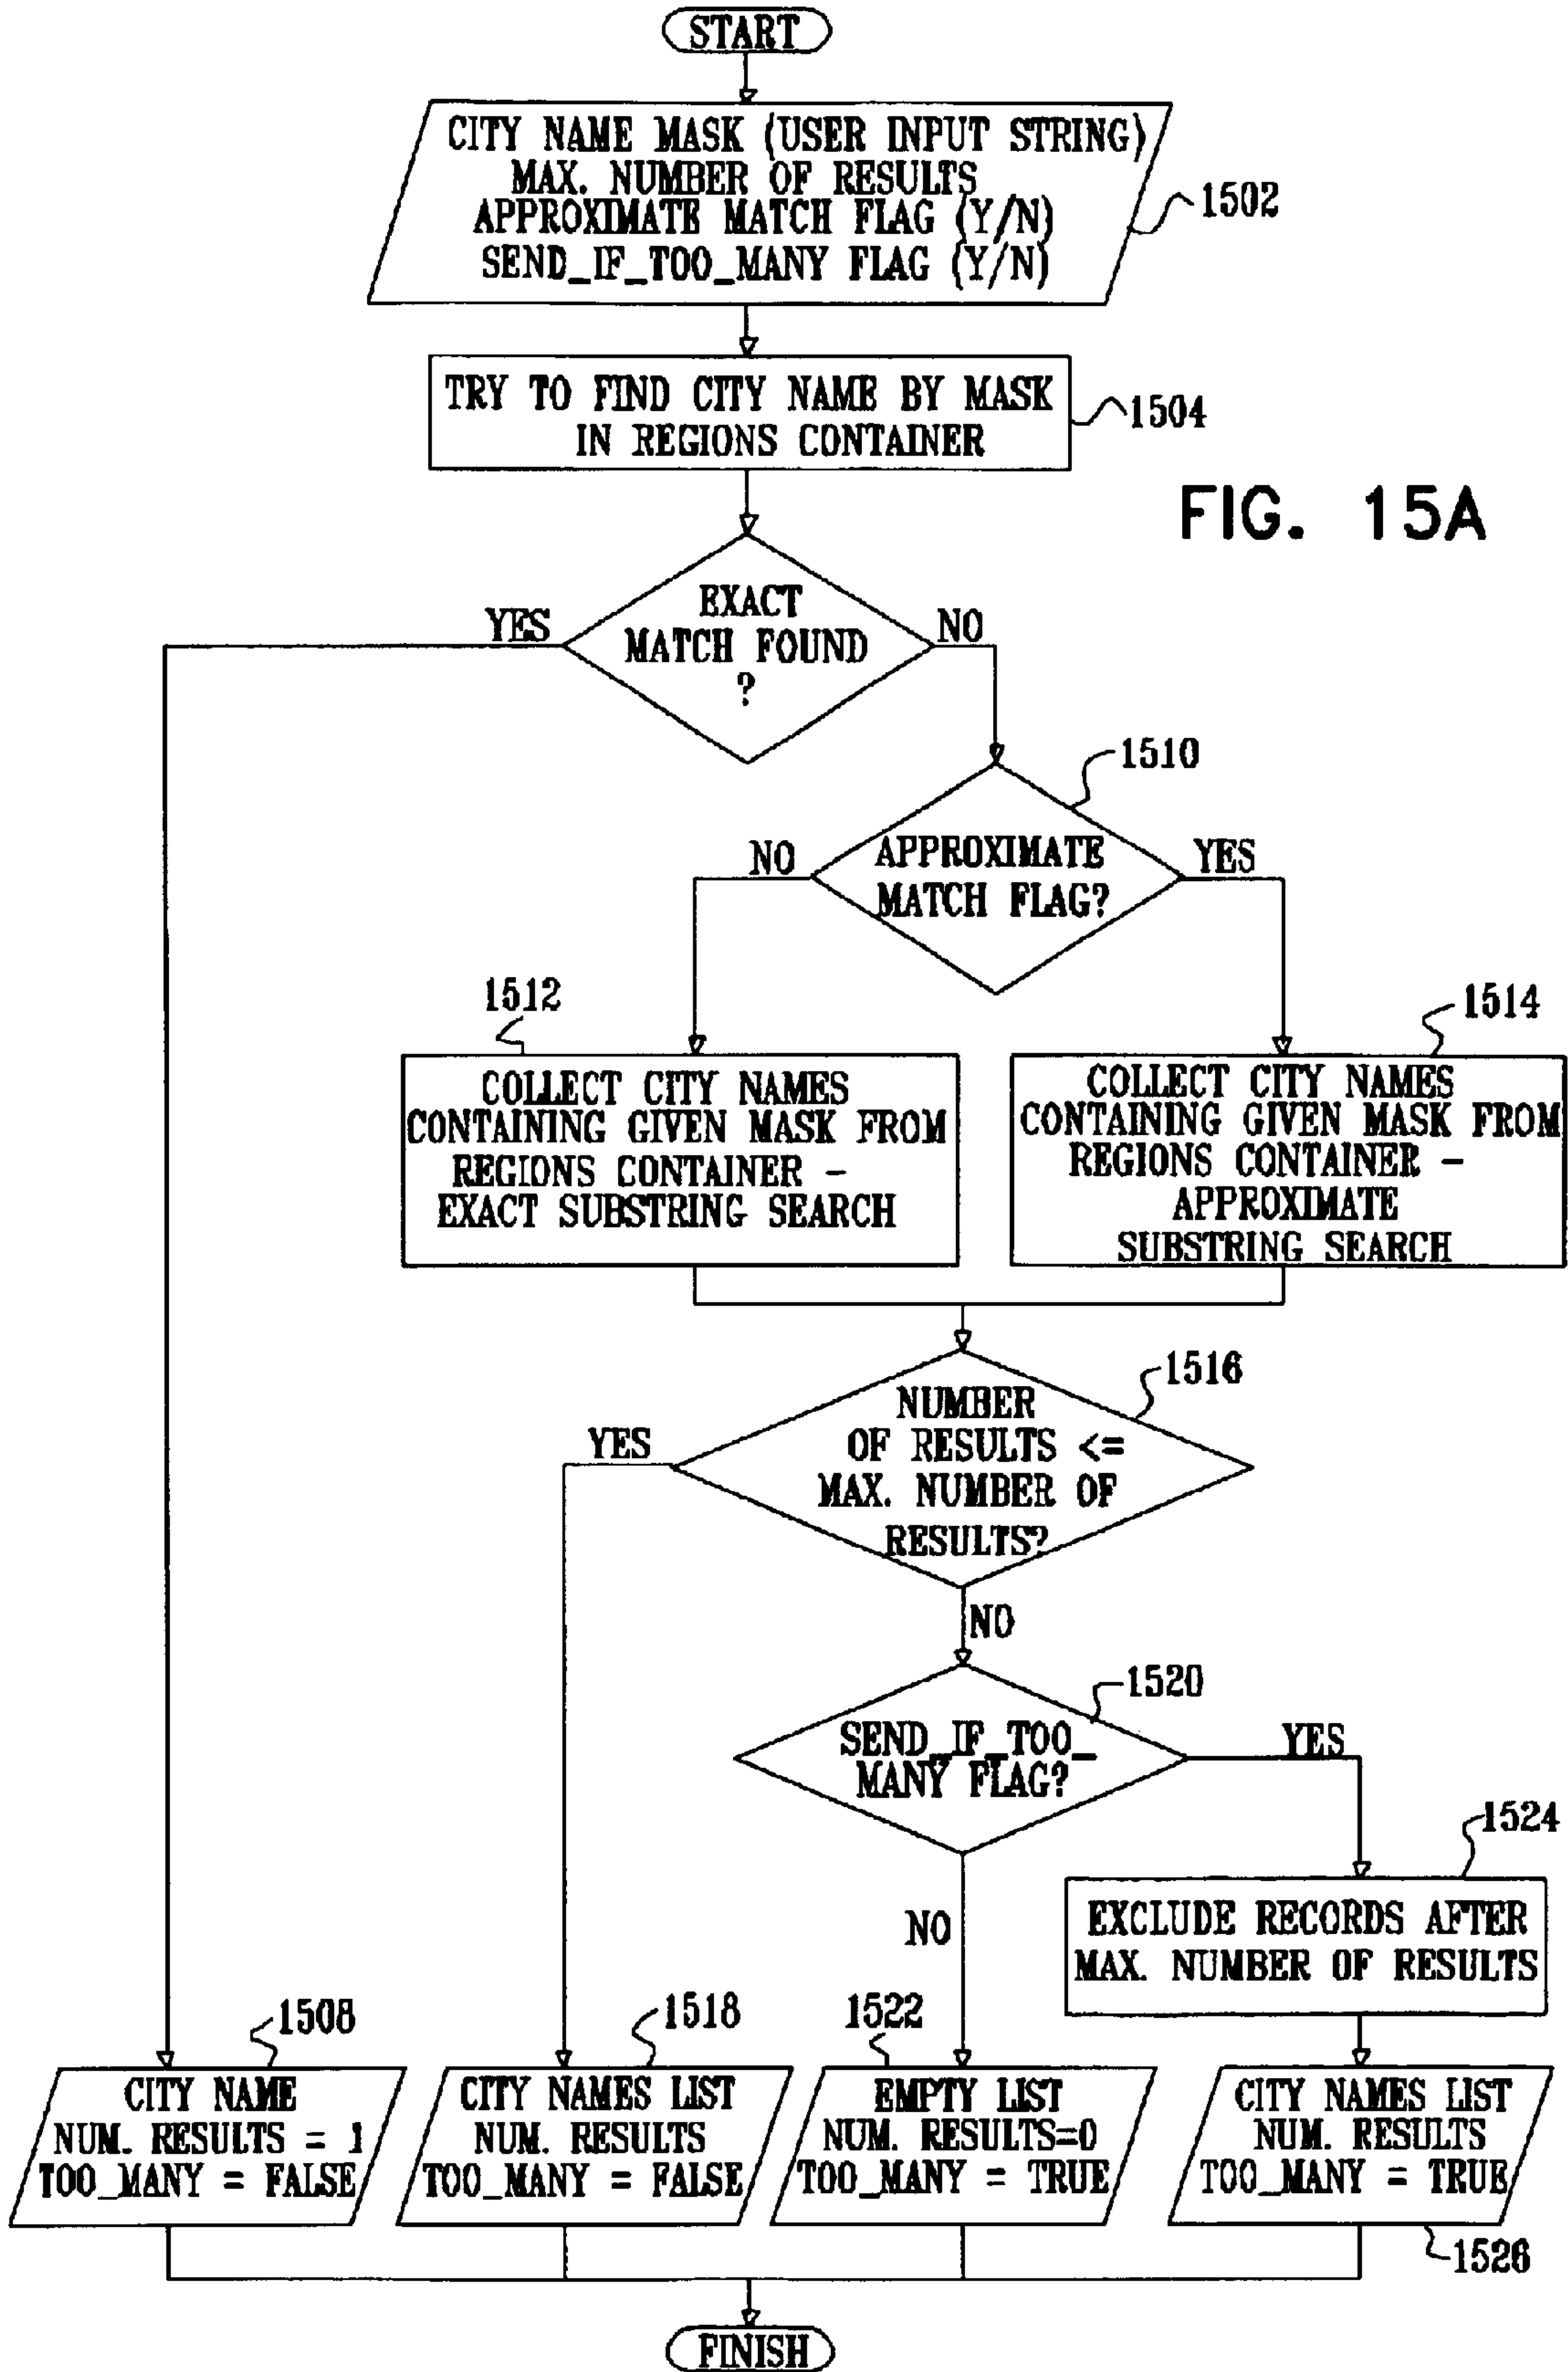 START
CITY NAME MASK (USER INPUT STRING)
MAX. NUMBER OF RESULTS
APPROXIMATE MATCH FLAG (Y/N)
SEND_IF_TOO_MANY FLAG (Y/N)
1502
TRY TO FIND CITY NAME BY MASK
IN REGIONS CONTAINER
1504
FIG. 15A
EXACT
MATCH FOUND
?
YES
NO
1510
APPROXIMATE
MATCH FLAG?
NO
YES
1512
COLLECT CITY NAMES
CONTAINING GIVEN MASK FROM
REGIONS CONTAINER -
EXACT SUBSTRING SEARCH
1514
COLLECT CITY NAMES
CONTAINING GIVEN MASK FROM
REGIONS CONTAINER -
APPROXIMATE
SUBSTRING SEARCH
1516
NUMBER
OF RESULTS <=
MAX. NUMBER OF
RESULTS?
YES
NO
1520
SEND_IF_TOO_
MANY FLAG?
YES
NO
1524
EXCLUDE RECORDS AFTER
MAX. NUMBER OF RESULTS
1508
CITY NAME
NUM. RESULTS = 1
TOO_MANY = FALSE
1518
CITY NAMES LIST
NUM. RESULTS
TOO_MANY = FALSE
1522
EMPTY LIST
NUM. RESULTS=0
TOO_MANY = TRUE
CITY NAMES LIST
NUM. RESULTS
TOO_MANY = TRUE
1526
FINISH